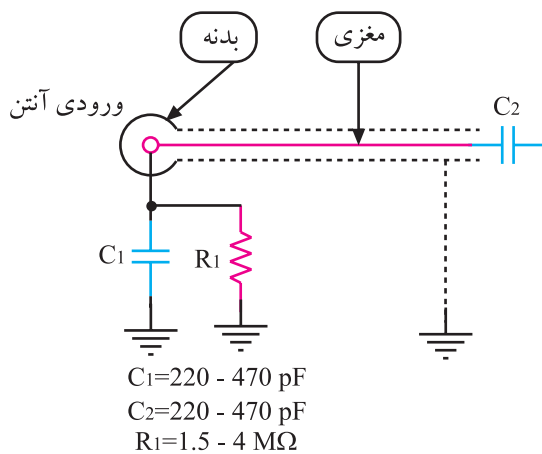 بدنه
مغزی
ورودی آنتن
C2
C1
R1
C1=220 - 470 pF
C2=220 - 470 pF
R1=1.5 - 4 MΩ